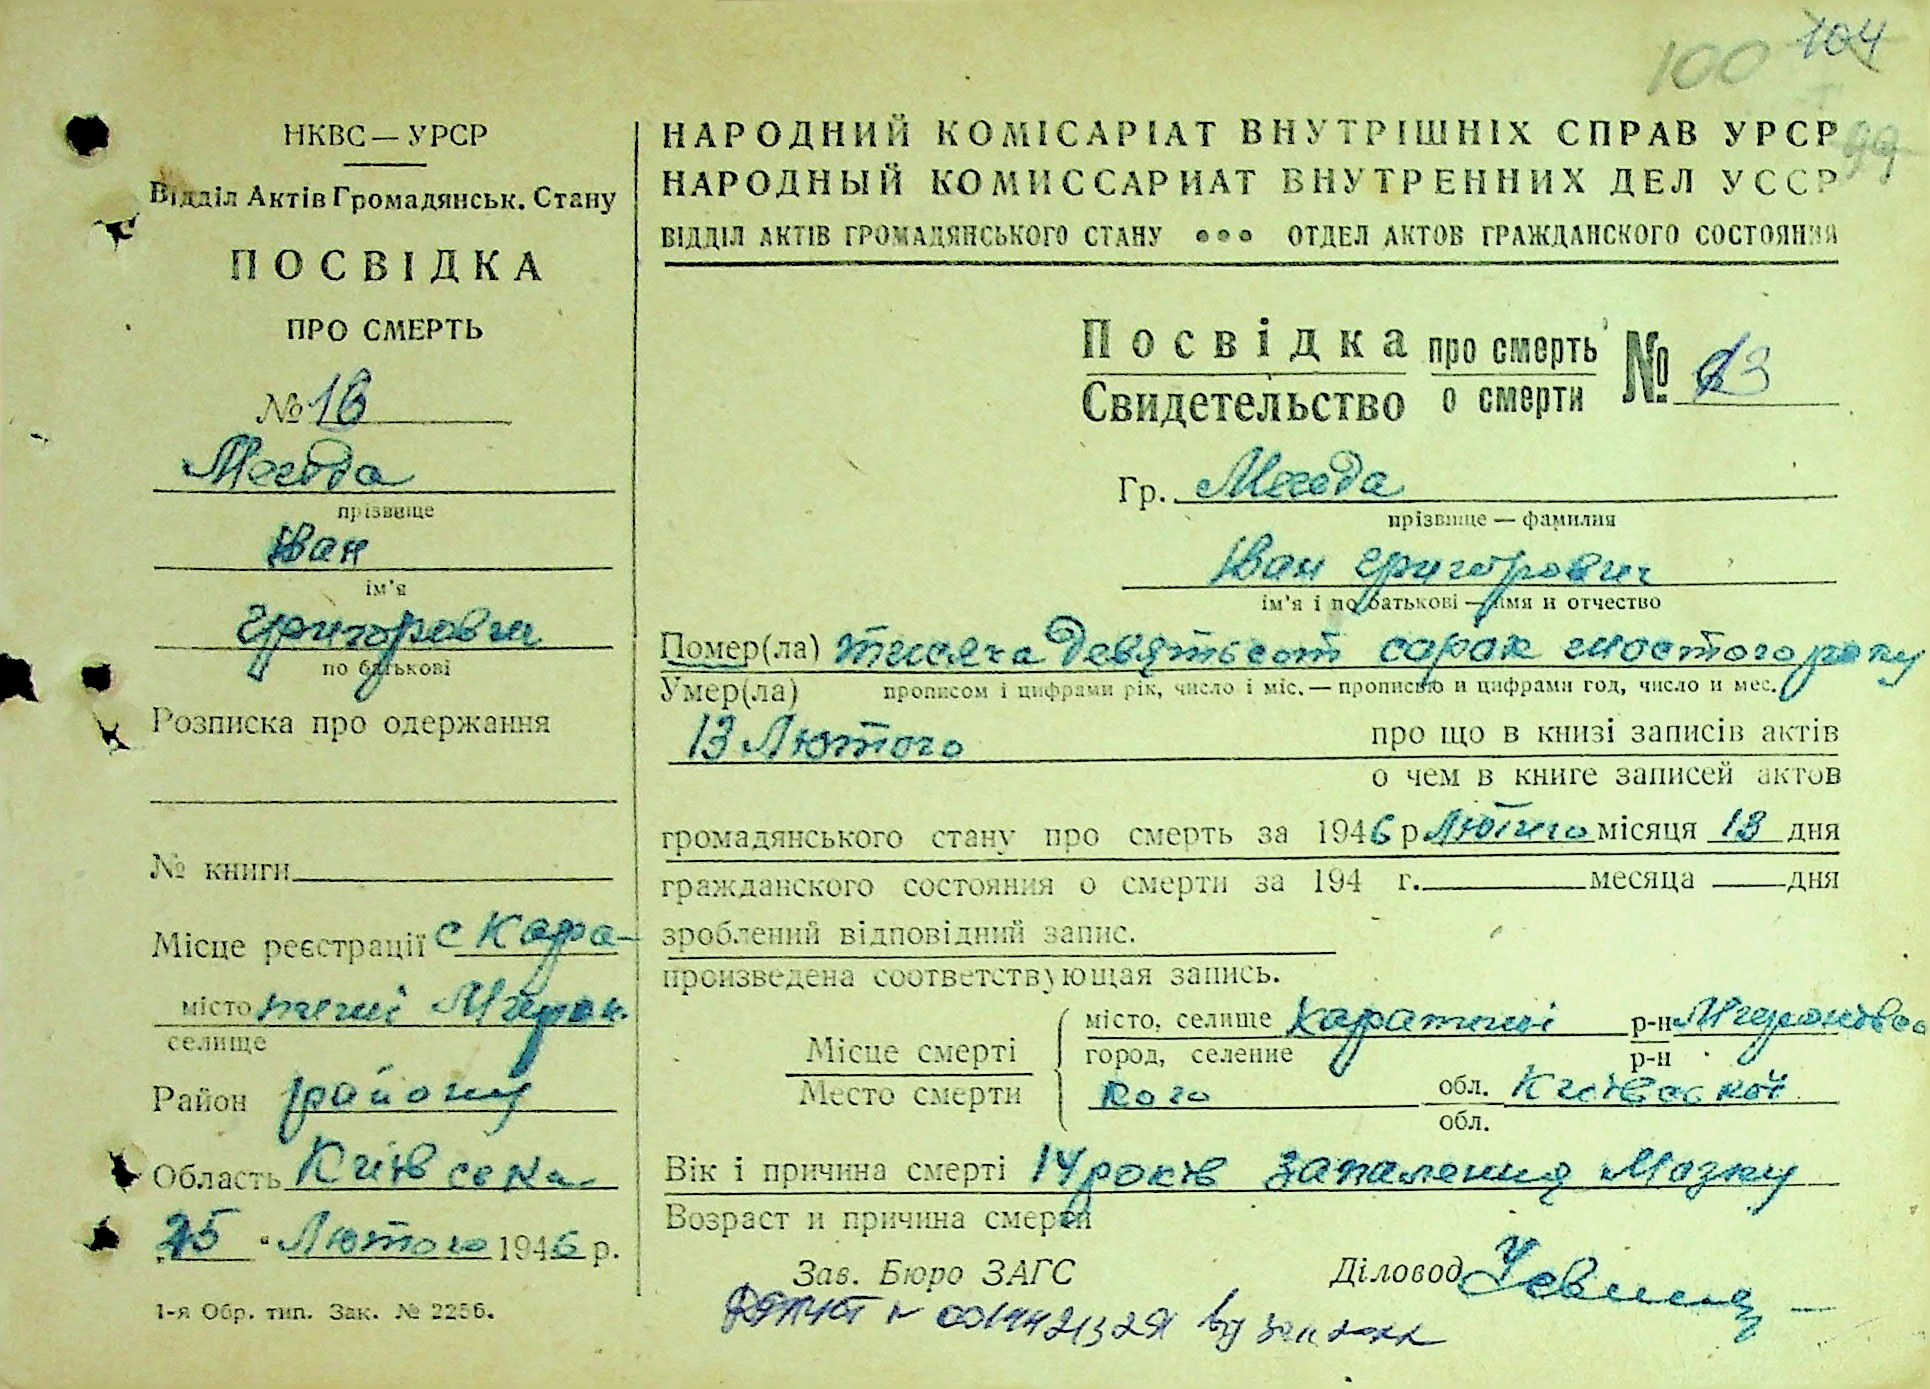 100 104
99
НКВС — УРСР
Відділ Актів Громадянськ. Стану
ПОСВІДКА
ПРО СМЕРТЬ
№ 13
Мегеда
прізвище
Іван
ім'я
Григорович
по батькові
Розписка про одержання
№ книги
Місце реєстрації с Кара-
місто пиші Мирон.
селище
Район району
Область Київська
25 " Лютого 1946 р.
1-я Обр. тип. Зак. № 2256.
НАРОДНИЙ КОМІСАРІАТ ВНУТРІШНІХ СПРАВ УРСР
НАРОДНЫЙ КОМИССАРИАТ ВНУТРЕННИХ ДЕЛ УССР
ВІДДІЛ АКТІВ ГРОМАДЯНСЬКОГО СТАНУ ••• ОТДЕЛ АКТОВ ГРАЖДАНСКОГО СОСТОЯНИЯ
Посвідка про смерть № 13
Свидетельство о смерти
Гр. Мегеда
прізвище — фамилия
Іван Григорович
ім'я і по батькові — имя и отчество
Помер(ла) тисяча девятьсот сорок шостого року
Умер(ла) прописом і цифрами рік, число і міс. — прописью и цифрами год, число и мес.
13 Лютого про що в книзі записів актів
о чем в книге записей актов
громадянського стану про смерть за 1946 р Лютого місяця 13 дня
гражданского состояния о смерти за 194 г. месяца дня
зроблений відповідний запис.
произведена соответствующая запись.
Місце смерті місто, селище Карапиші р-н Миронівсь
Место смерти город, селение р-н
кого обл. Київської
обл.
Вік і причина смерті 14 років запалення Мозку
Возраст и причина смерти
Зав. Бюро ЗАГС Діловод